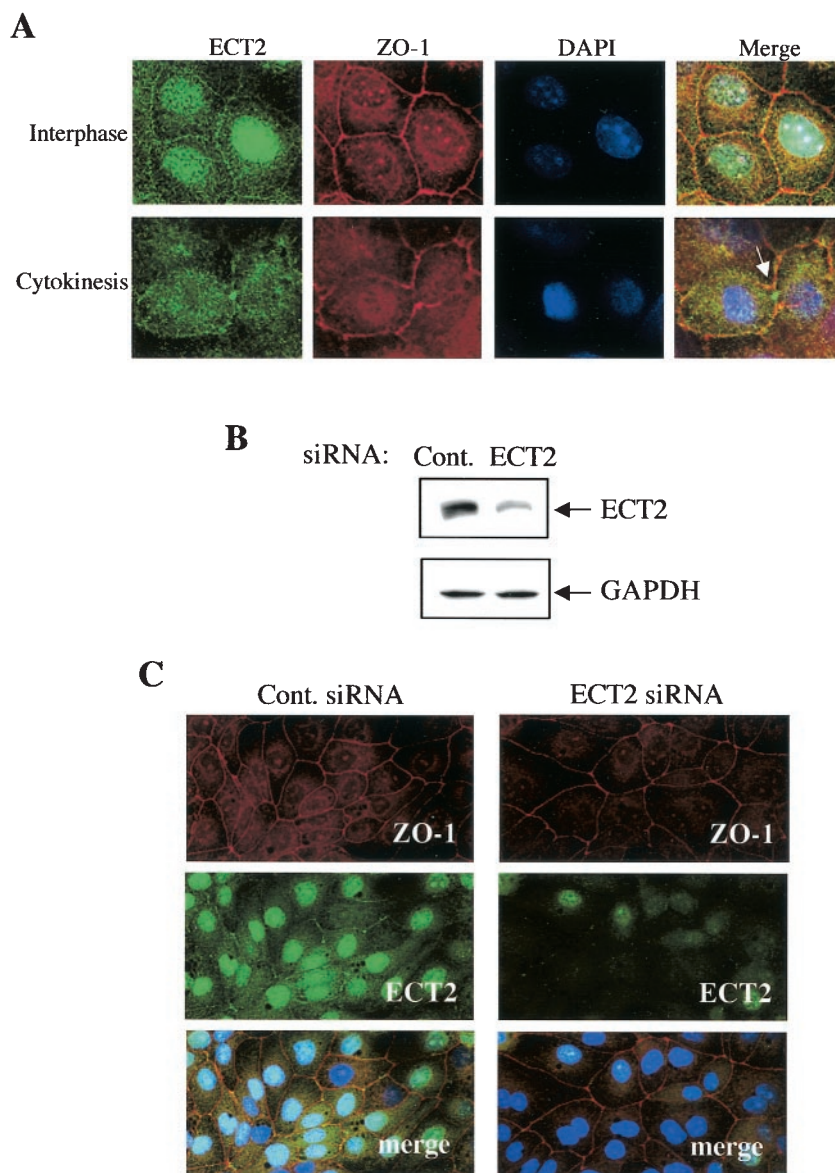 A
ECT2 ZO-1 DAPI Merge
Interphase
Cytokinesis
B
siRNA: Cont. ECT2
ECT2
GAPDH
C
Cont. siRNA ECT2 siRNA
ZO-1 ZO-1
ECT2 ECT2
merge merge